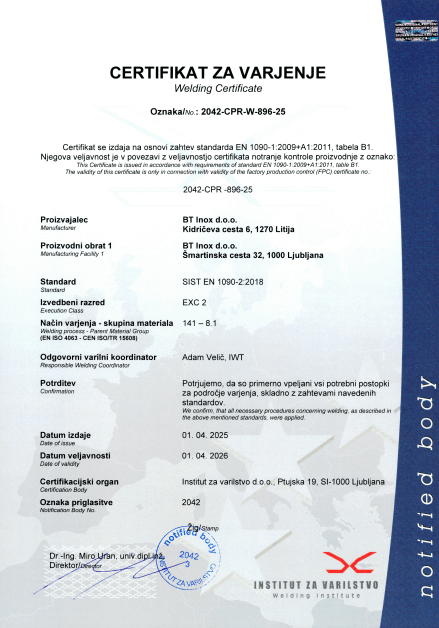 CERTIFIKAT ZA VARJENJE
Welding Certificate
Oznaka/No.: 2042-CPR-W-896-25
Certifikat se izdaja na osnovi zahtev standarda EN 1090-1:2009+A1:2011, tabela B1.
Njegova veljavnost je v povezavi z veljavnostjo certifikata notranje kontrole proizvodnje z oznako:
This Certificate is issued in accordance with requirements of standard EN 1090-1:2009+A1:2011, table B1.
The validity of this certificate is only in connection with validity of the factory production control (FPC) certificate no.:
2042-CPR -896-25
Proizvajalec
Manufacturer
BT Inox d.o.o.
Kidričeva cesta 6, 1270 Litija
Proizvodni obrat 1
Manufacturing Facility 1
BT Inox d.o.o.
Šmartinska cesta 32, 1000 Ljubljana
Standard
Standard
SIST EN 1090-2:2018
Izvedbeni razred
Execution Class
EXC 2
Način varjenja - skupina materiala
Welding process - Parent Material Group
(EN ISO 4063 - CEN ISO/TR 15608)
141 – 8.1
Odgovorni varilni koordinator
Responsible Welding Coordinator
Adam Velič, IWT
Potrditev
Confirmation
Potrjujemo, da so primerno vpeljani vsi potrebni postopki
za področje varjenja, skladno z zahtevami navedenih
standardov.
We confirm, that all necessary procedures concerning welding, as described in
the above mentioned standards, were applied.
Datum izdaje
Date of issue
01. 04. 2025
Datum veljavnosti
Date of validity
01. 04. 2026
Certifikacijski organ
Certification Body
Institut za varilstvo d.o.o., Ptujska 19, SI-1000 Ljubljana
Oznaka priglasitve
Notification Body No.
2042
Žig/Stamp
notified body
2042
3
INSTITUT ZA VARILSTVO
Dr.-Ing. Miro Uran, univ.dipl.inž.
Direktor/Director
INSTITUT ZA VARILSTVO
Welding Institute
notified body